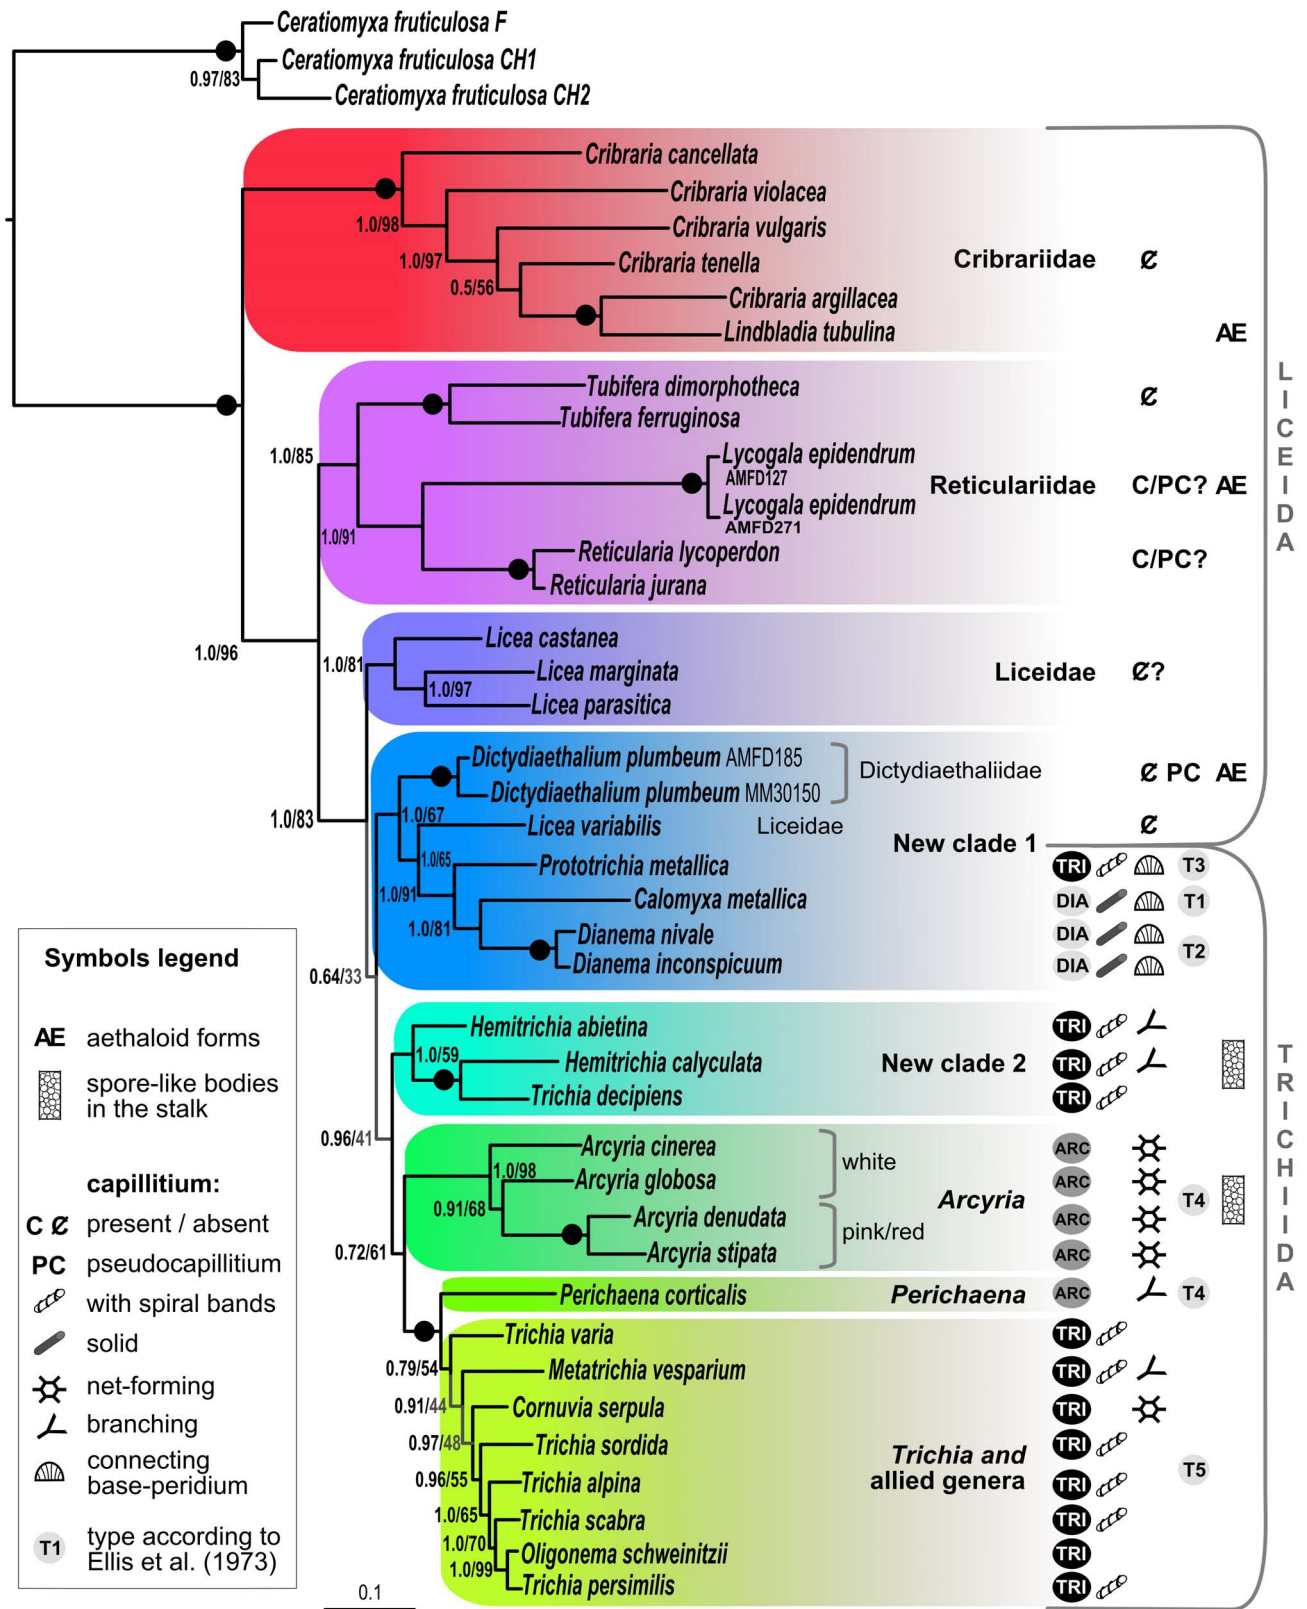 Ceratiomyxa fruticulosa F
Ceratiomyxa fruticulosa CH1
0.97/83
Ceratiomyxa fruticulosa CH2
Cribraria cancellata
Cribraria violacea
1.0/98
Cribraria vulgaris
1.0/97
Cribraria tenella
Cribrariidae
0.5/56
Cribraria argillacea
Lindbladia tubulina
AE
Tubifera dimorphotheca
Tubifera ferruginosa
1.0/85
Lycogala epidendrum
AMFD127
Reticulariidae C/PC? AE
Lycogala epidendrum
AMFD271
1.0/91
Reticularia lycoperdon
C/PC?
Reticularia jurana
LICEIDA
Licea castanea
1.0/96
1.0/81
Licea marginata
Liceidae ₡?
1.0/97
Licea parasitica
Dictydiaethalium plumbeum AMFD185
Dictydiaethaliidae
₡ PC AE
Dictydiaethalium plumbeum MM30150
1.0/83
1.0/67
Licea variabilis
Liceidae
New clade 1
1.0/65
Prototrichia metallica
TRI T3
1.0/91
Calomyxa metallica
DIA T1
1.0/81
Dianema nivale
DIA
T2
Dianema inconspicuum
DIA
0.64/33
Hemitrichia abietina
TRI
1.0/59
Hemitrichia calyculata
New clade 2
TRI
Trichia decipiens
TRI
0.96/41
Arcyria cinerea
ARC
white
1.0/98
Arcyria globosa
ARC
Arcyria
T4
0.91/68
Arcyria denudata
ARC
pink/red
Arcyria stipata
ARC
0.72/61
Perichaena corticalis
Perichaena
ARC T4
Trichia varia
TRI
0.79/54
Metatrichia vesparium
TRI
0.91/44
Cornuvia serpula
TRI
0.97/48
Trichia sordida
TRI
Trichia and
allied genera
T5
0.96/55
Trichia alpina
TRI
1.0/65
Trichia scabra
TRI
1.0/70
Oligonema schweinitzii
TRI
1.0/99
Trichia persimilis
TRI
TRICHIIDA
0.1
Symbols legend
AE aethaloid forms
spore-like bodies
in the stalk
capillitium:
C ₡ present / absent
PC pseudocapillitium
with spiral bands
solid
net-forming
branching
connecting
base-peridium
T1 type according to
Ellis et al. (1973)